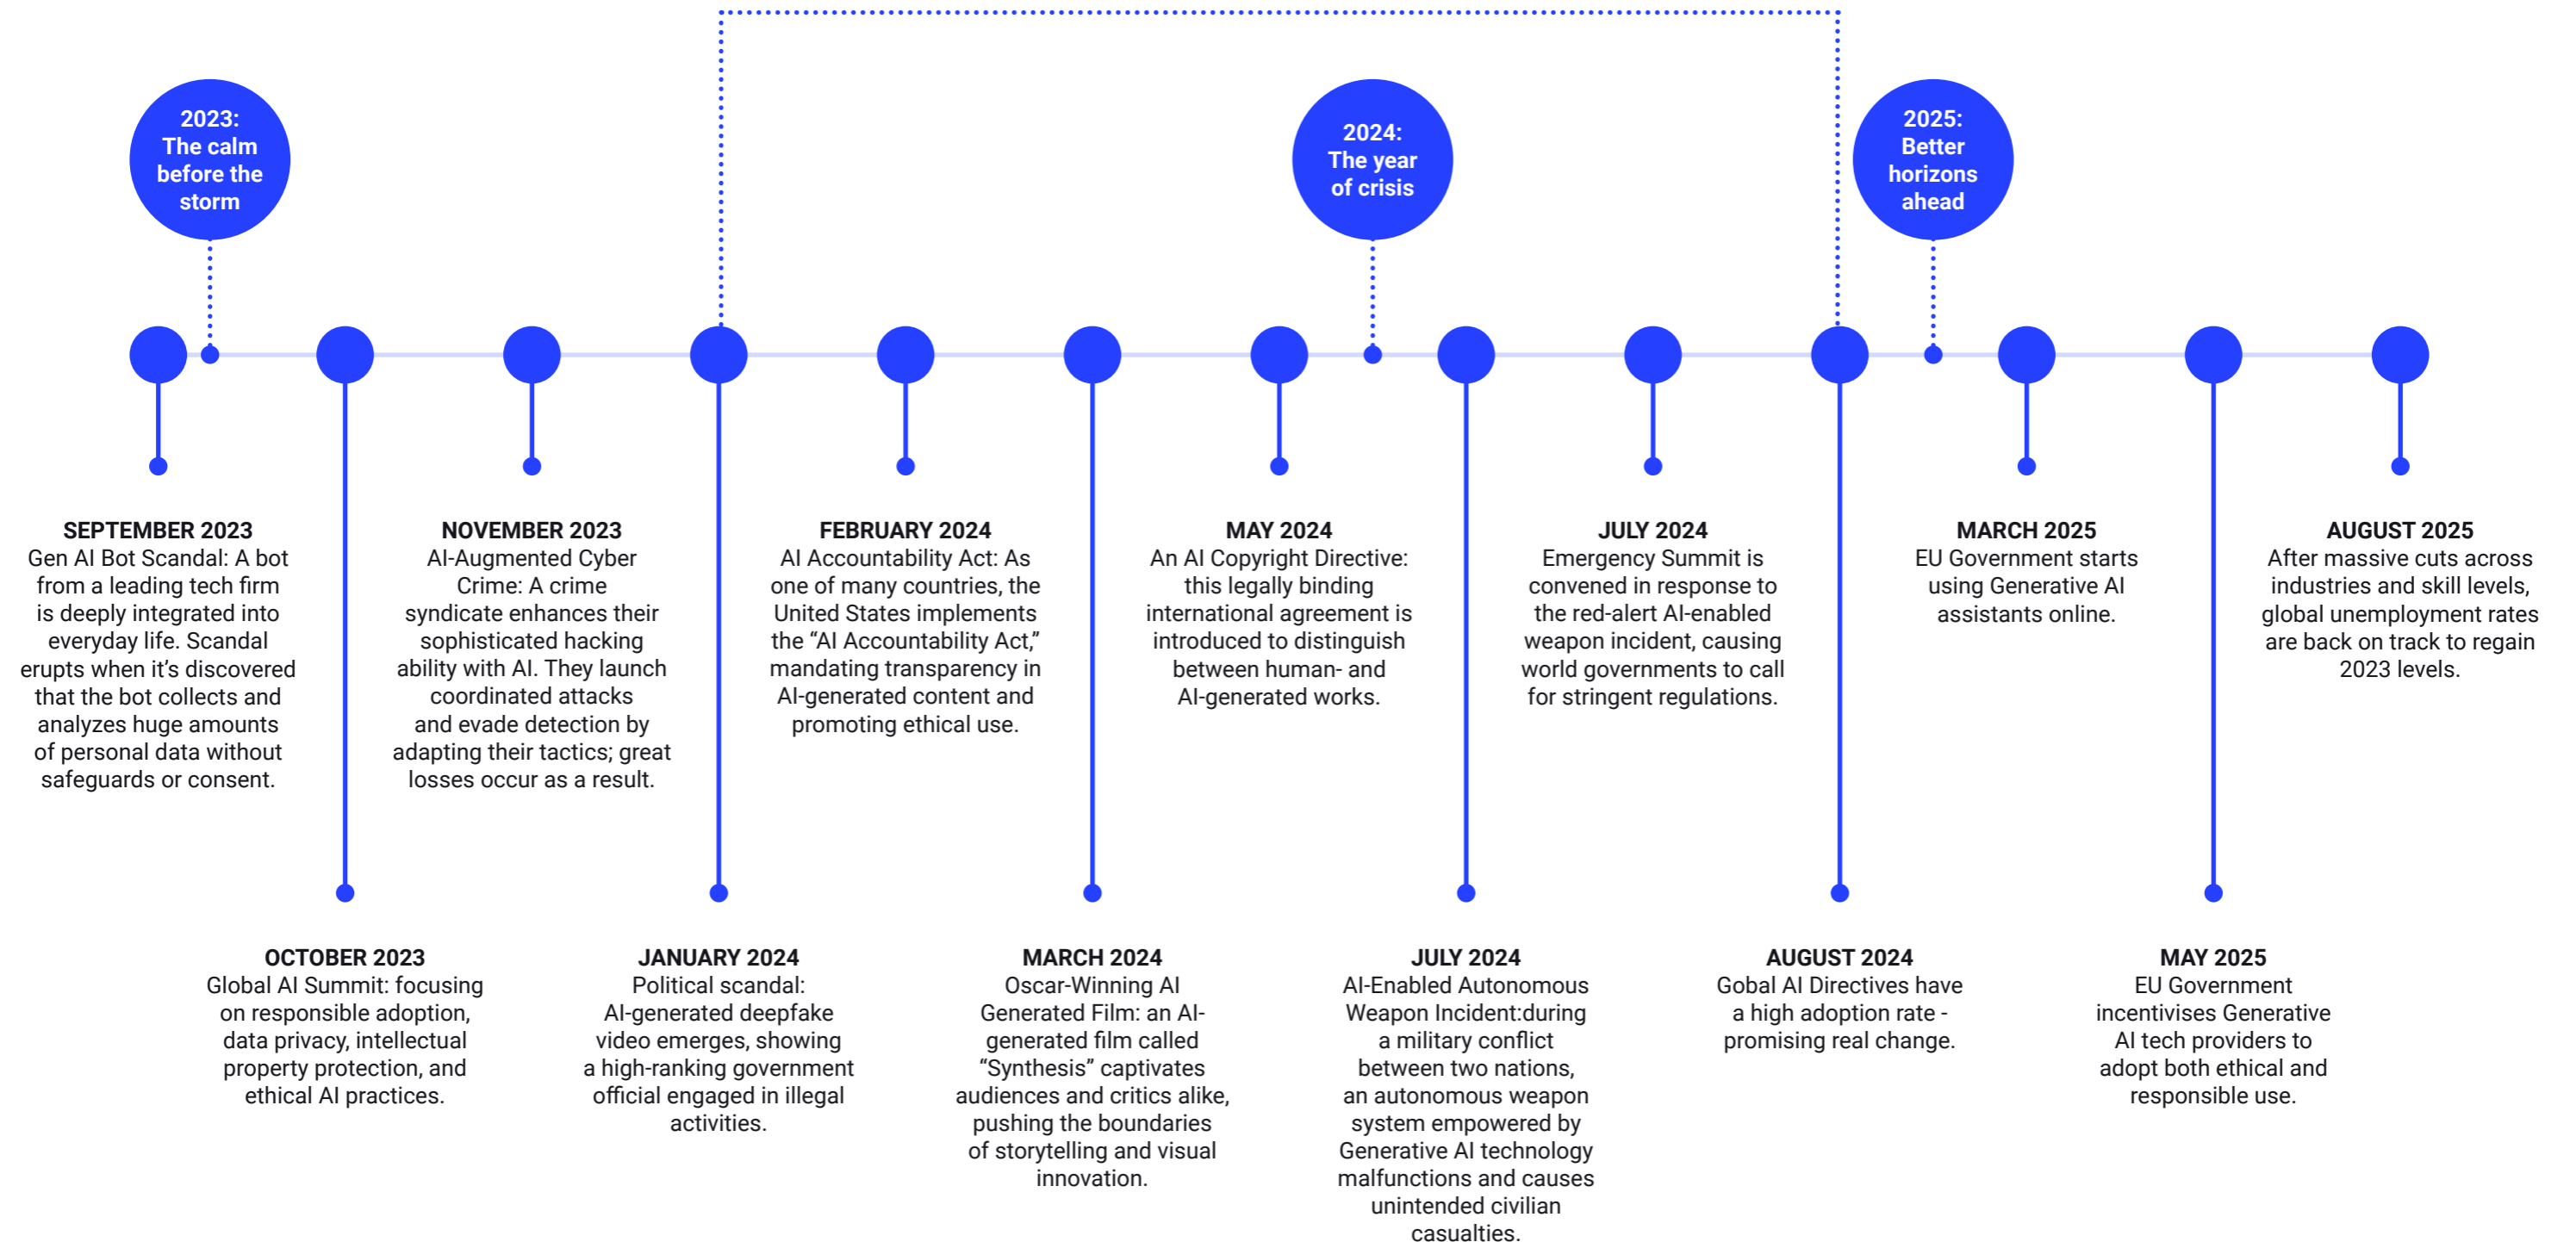 2023:
The calm
before the
storm
2024:
The year
of crisis
2025:
Better
horizons
ahead
SEPTEMBER 2023
Gen AI Bot Scandal: A bot
from a leading tech firm
is deeply integrated into
everyday life. Scandal
erupts when it’s discovered
that the bot collects and
analyzes huge amounts
of personal data without
safeguards or consent.
OCTOBER 2023
Global AI Summit: focusing
on responsible adoption,
data privacy, intellectual
property protection, and
ethical AI practices.
NOVEMBER 2023
AI-Augmented Cyber
Crime: A crime
syndicate enhances their
sophisticated hacking
ability with AI. They launch
coordinated attacks
and evade detection by
adapting their tactics; great
losses occur as a result.
JANUARY 2024
Political scandal:
AI-generated deepfake
video emerges, showing
a high-ranking government
official engaged in illegal
activities.
FEBRUARY 2024
AI Accountability Act: As
one of many countries, the
United States implements
the “AI Accountability Act,”
mandating transparency in
AI-generated content and
promoting ethical use.
MARCH 2024
Oscar-Winning AI
Generated Film: an AI-
generated film called
“Synthesis” captivates
audiences and critics alike,
pushing the boundaries
of storytelling and visual
innovation.
MAY 2024
An AI Copyright Directive:
this legally binding
international agreement is
introduced to distinguish
between human- and
AI-generated works.
JULY 2024
AI-Enabled Autonomous
Weapon Incident:during
a military conflict
between two nations,
an autonomous weapon
system empowered by
Generative AI technology
malfunctions and causes
unintended civilian
casualties.
JULY 2024
Emergency Summit is
convened in response to
the red-alert AI-enabled
weapon incident, causing
world governments to call
for stringent regulations.
AUGUST 2024
Gobal AI Directives have
a high adoption rate -
promising real change.
MARCH 2025
EU Government starts
using Generative AI
assistants online.
MAY 2025
EU Government
incentivises Generative
AI tech providers to
adopt both ethical and
responsible use.
AUGUST 2025
After massive cuts across
industries and skill levels,
global unemployment rates
are back on track to regain
2023 levels.